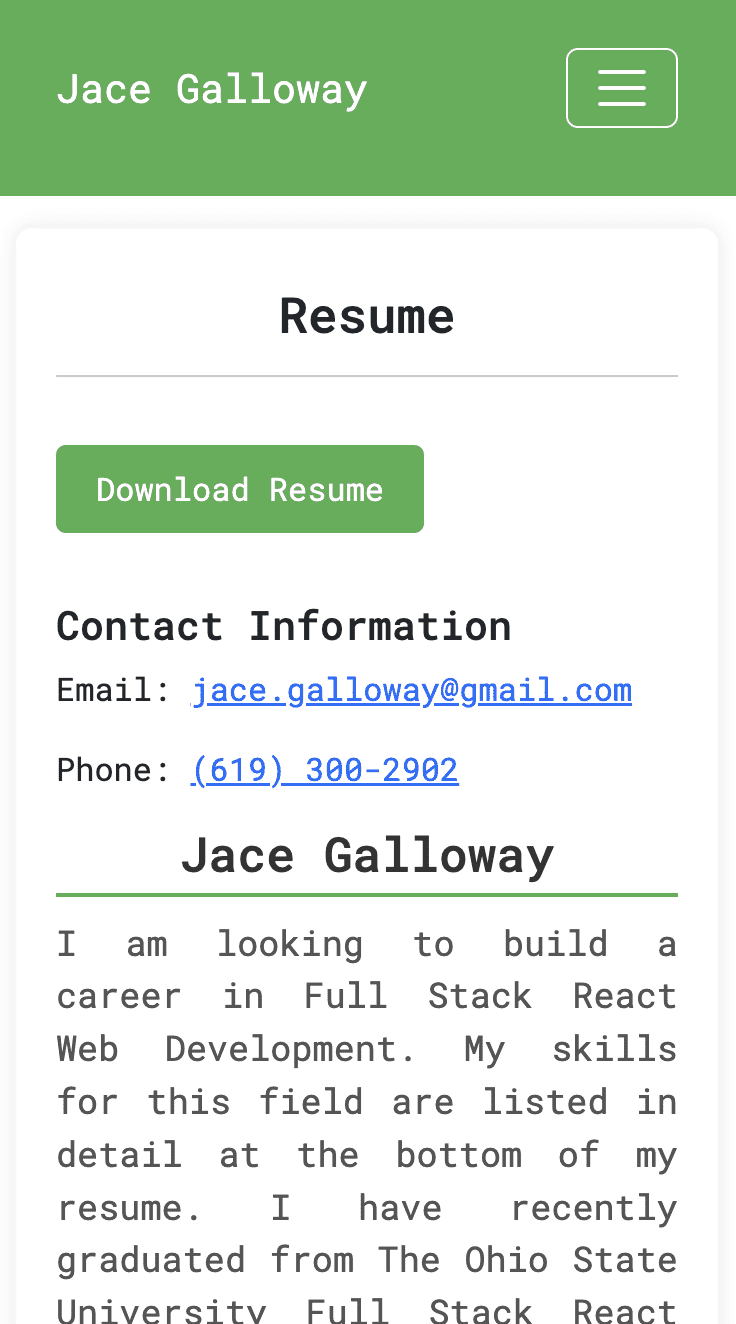 Jace Galloway
Resume
Download Resume
Contact Information
Email: jace.galloway@gmail.com
Phone: (619) 300-2902
Jace Galloway
I am looking to build a
career in Full Stack React
Web Development. My skills
for this field are listed in
detail at the bottom of my
resume. I have recently
graduated from The Ohio State
University Full Stack React